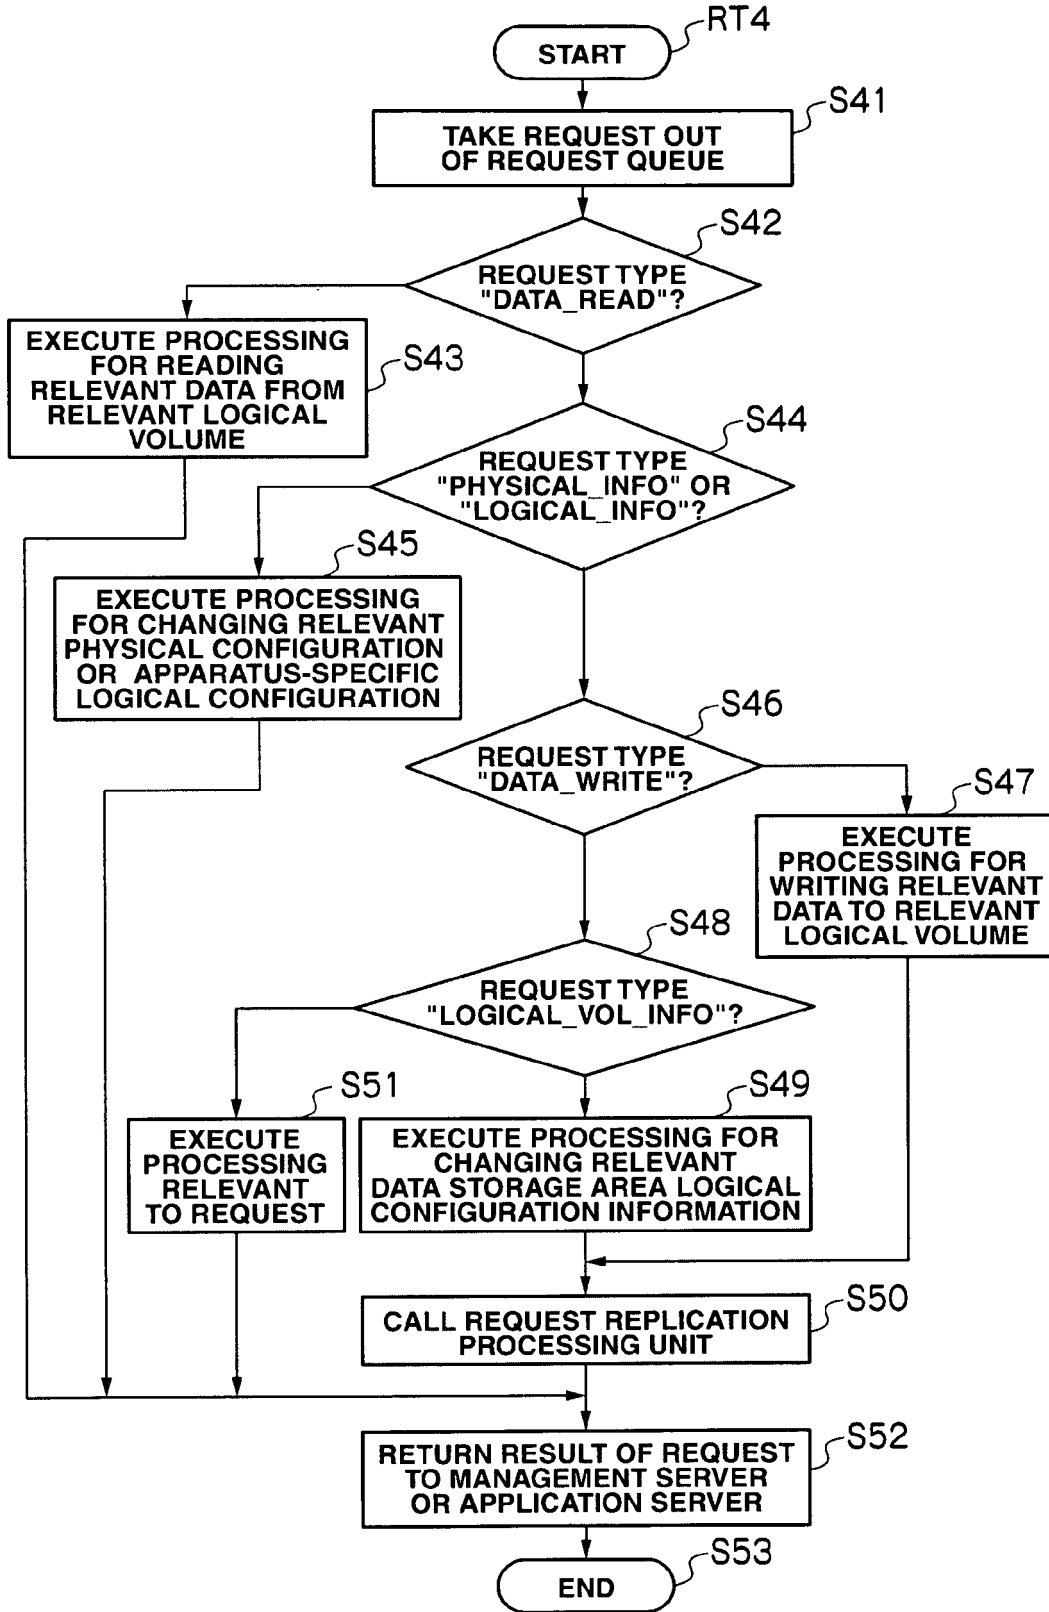 RT4
START
S41
TAKE REQUEST OUT
OF REQUEST QUEUE
S42
REQUEST TYPE
"DATA_READ"?
EXECUTE PROCESSING
FOR READING
RELEVANT DATA FROM
RELEVANT LOGICAL
VOLUME
S43
S44
REQUEST TYPE
"PHYSICAL_INFO" OR
"LOGICAL_INFO"?
S45
EXECUTE PROCESSING
FOR CHANGING RELEVANT
PHYSICAL CONFIGURATION
OR APPARATUS-SPECIFIC
LOGICAL CONFIGURATION
S46
REQUEST TYPE
"DATA_WRITE"?
S47
EXECUTE
PROCESSING FOR
WRITING RELEVANT
DATA TO RELEVANT
LOGICAL VOLUME
S48
REQUEST TYPE
"LOGICAL_VOL_INFO"?
S51
EXECUTE
PROCESSING
RELEVANT
TO REQUEST
S49
EXECUTE PROCESSING FOR
CHANGING RELEVANT
DATA STORAGE AREA LOGICAL
CONFIGURATION INFORMATION
S50
CALL REQUEST REPLICATION
PROCESSING UNIT
S52
RETURN RESULT OF REQUEST
TO MANAGEMENT SERVER
OR APPLICATION SERVER
S53
END